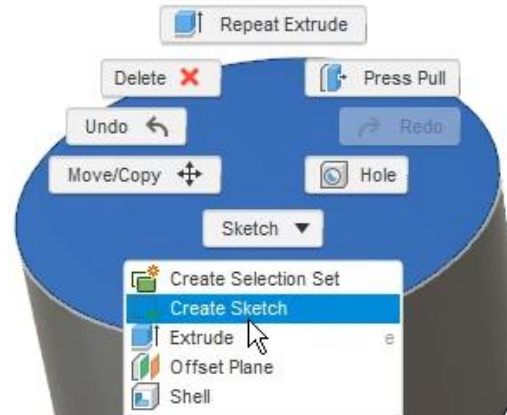 Repeat Extrude
Delete Press Pull
Undo Redo
Move/Copy Hole
Sketch
Create Selection Set
Create Sketch
Extrude e
Offset Plane
Shell